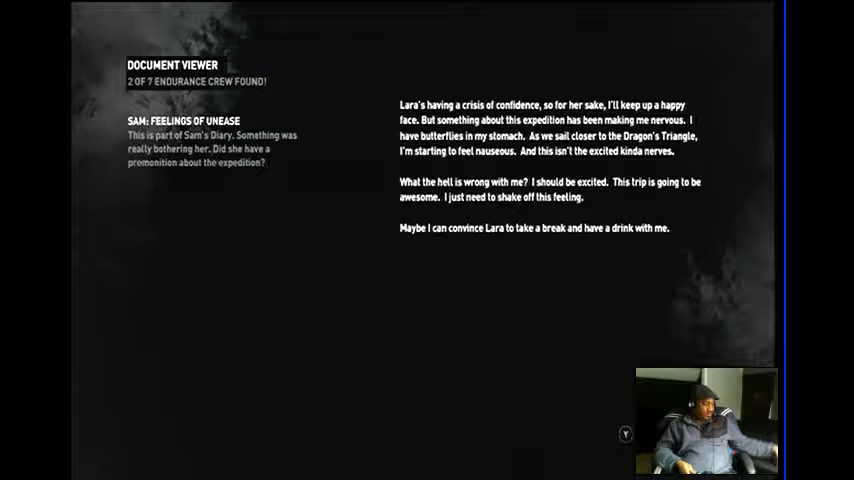 DOCUMENT VIEWER
2 OF 7 ENDURANCE CREW FOUND!
SAM: FEELINGS OF UNEASE
This is part of Sam's Diary. Something was
really bothering her. Did she have a
premonition about the expedition?
Lara's having a crisis of confidence, so for her sake, I'll keep up a happy
face. But something about this expedition has been making me nervous. I
have butterflies in my stomach. As we sail closer to the Dragon's Triangle,
I'm starting to feel nauseous. And this isn't the excited kinda nerves.
What the hell is wrong with me? I should be excited. This trip is going to be
awesome. I just need to shake off this feeling.
Maybe I can convince Lara to take a break and have a drink with me.
Y